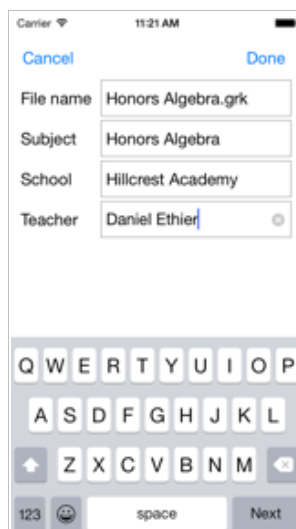 Carrier 11:21 AM
Cancel Done
File name Honors Algebra.grk
Subject Honors Algebra
School Hillcrest Academy
Teacher Daniel Ethier
Q W E R T Y U I O P
A S D F G H J K L
Z X C V B N M
123 space Next